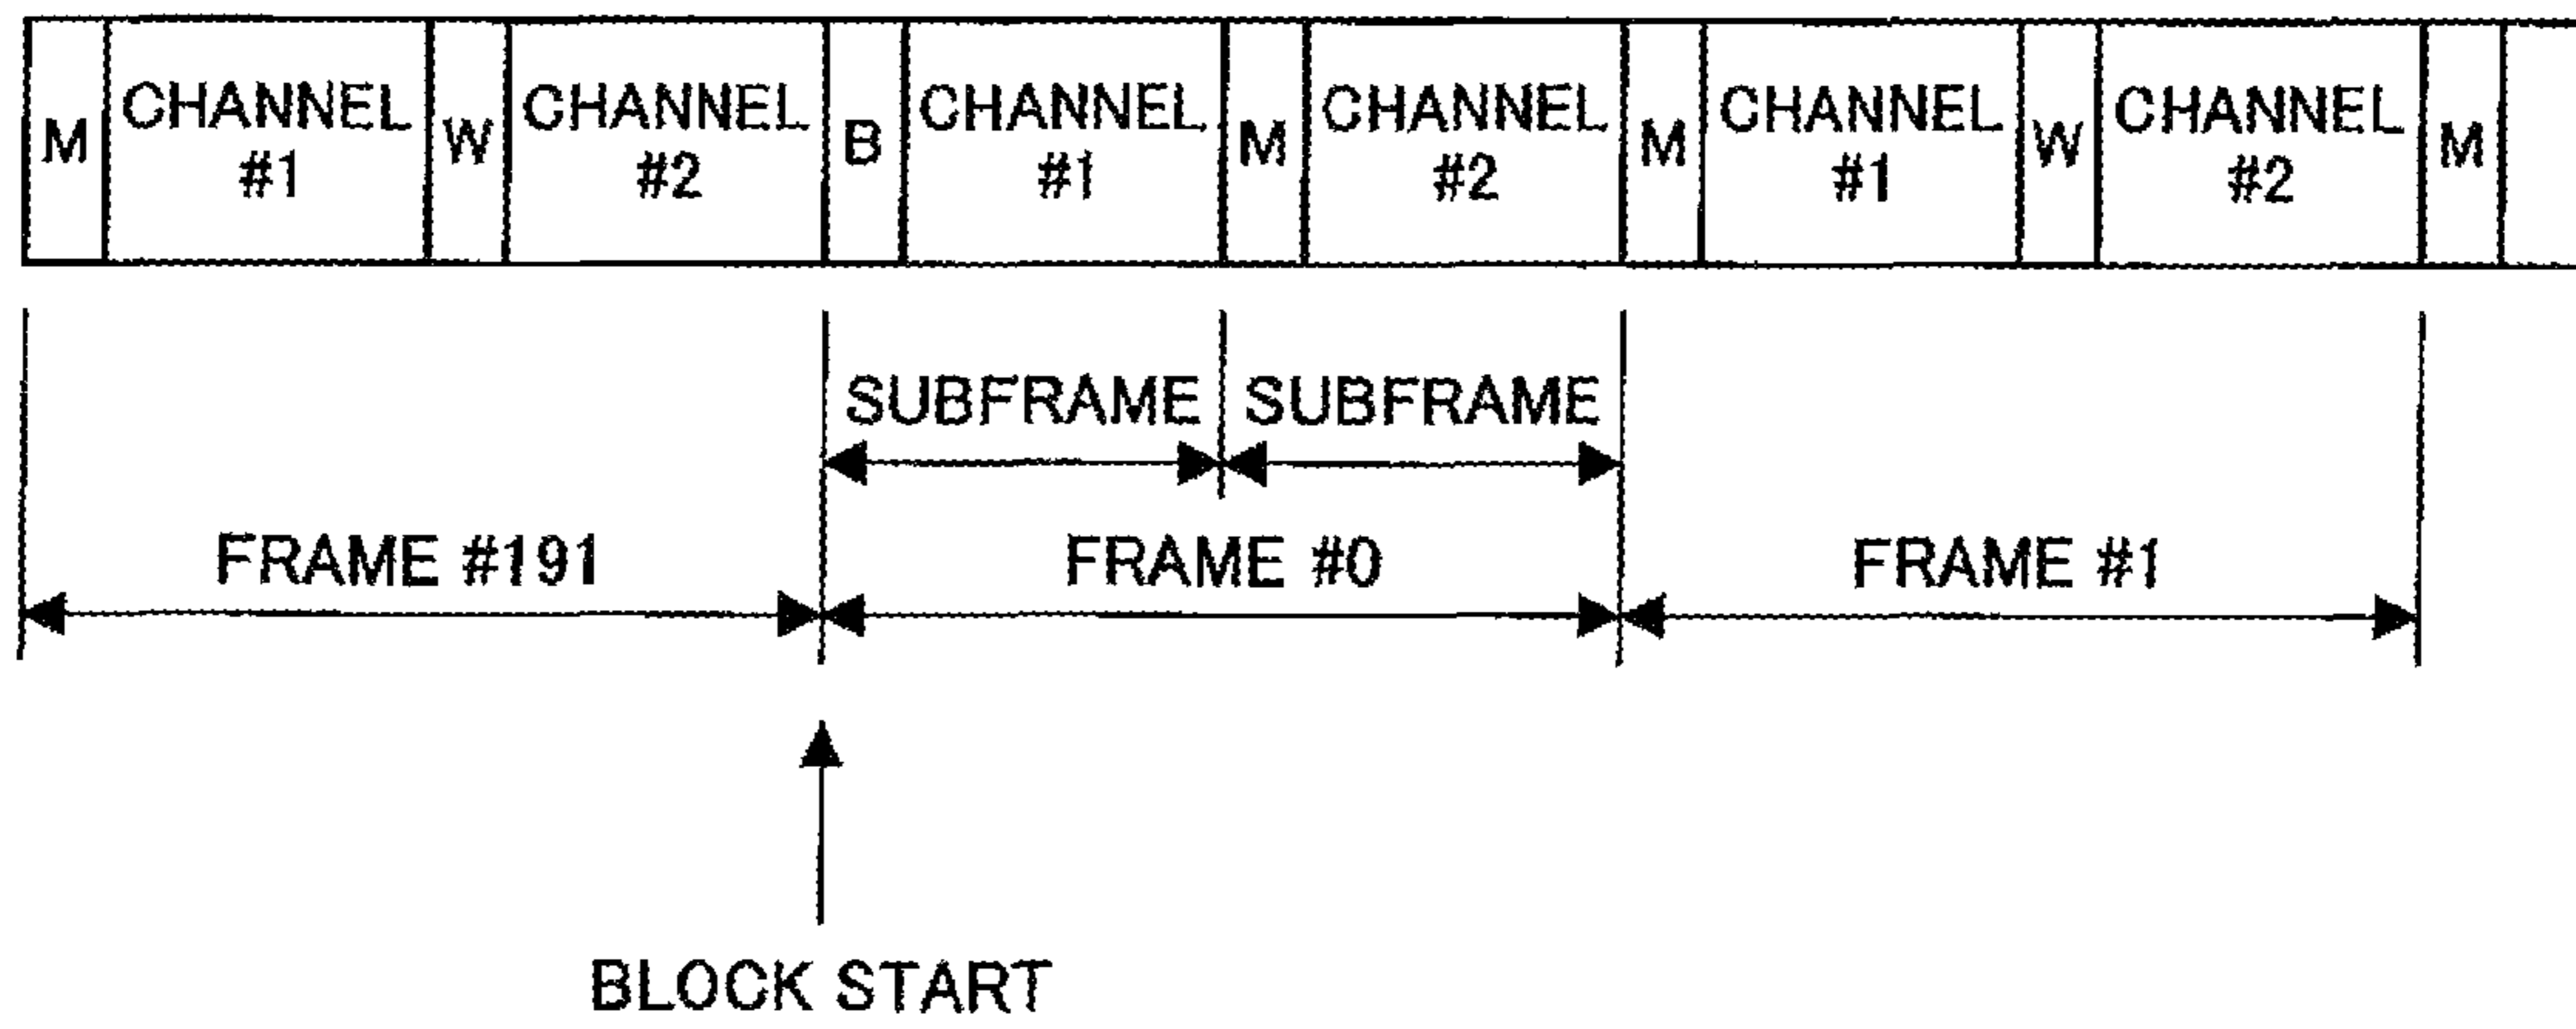 M CHANNEL #1 W CHANNEL #2 B CHANNEL #1 M CHANNEL #2 M CHANNEL #1 W CHANNEL #2 M
SUBFRAME SUBFRAME
FRAME #191 FRAME #0 FRAME #1
BLOCK START